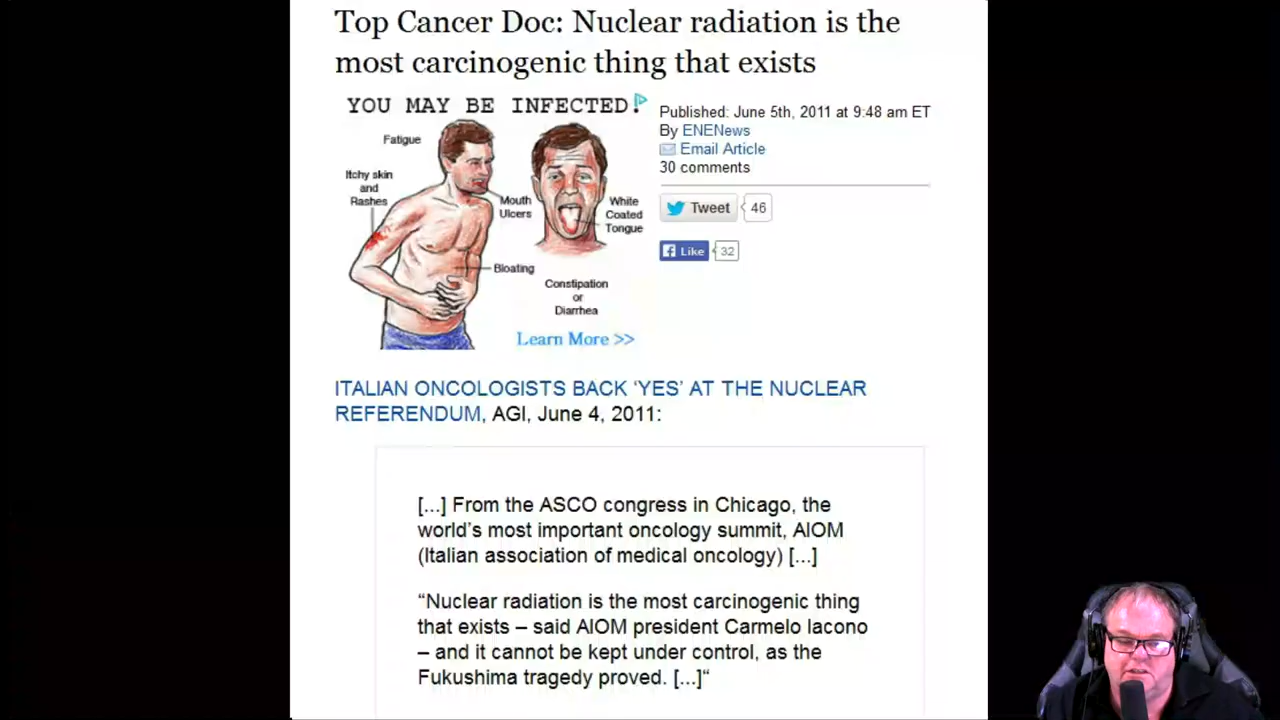 Top Cancer Doc: Nuclear radiation is the
most carcinogenic thing that exists
YOU MAY BE INFECTED!
Fatigue
Itchy skin
and
Rashes
Mouth
Ulcers
White
Coated
Tongue
Bloating
Constipation
or
Diarrhea
Learn More >>
Published: June 5th, 2011 at 9:48 am ET
By ENENews
Email Article
30 comments
Tweet 46
Like 32
ITALIAN ONCOLOGISTS BACK ‘YES’ AT THE NUCLEAR
REFERENDUM, AGI, June 4, 2011:
[...] From the ASCO congress in Chicago, the
world’s most important oncology summit, AIOM
(Italian association of medical oncology) [...]
“Nuclear radiation is the most carcinogenic thing
that exists – said AIOM president Carmelo Iacono
– and it cannot be kept under control, as the
Fukushima tragedy proved. [...]“